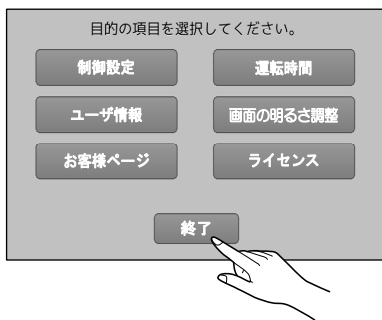 目的の項目を選択してください。
制御設定 運転時間
ユーザ情報 画面の明るさ調整
お客様ページ ライセンス
終了